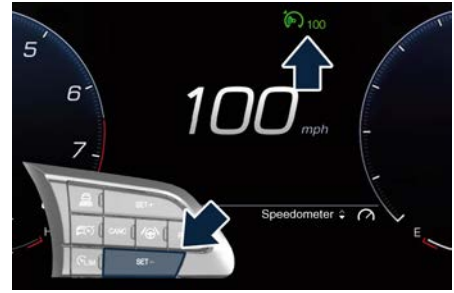 100
5
6
100 mph
7
SET +
H
CANC
Speedometer
E
SET -